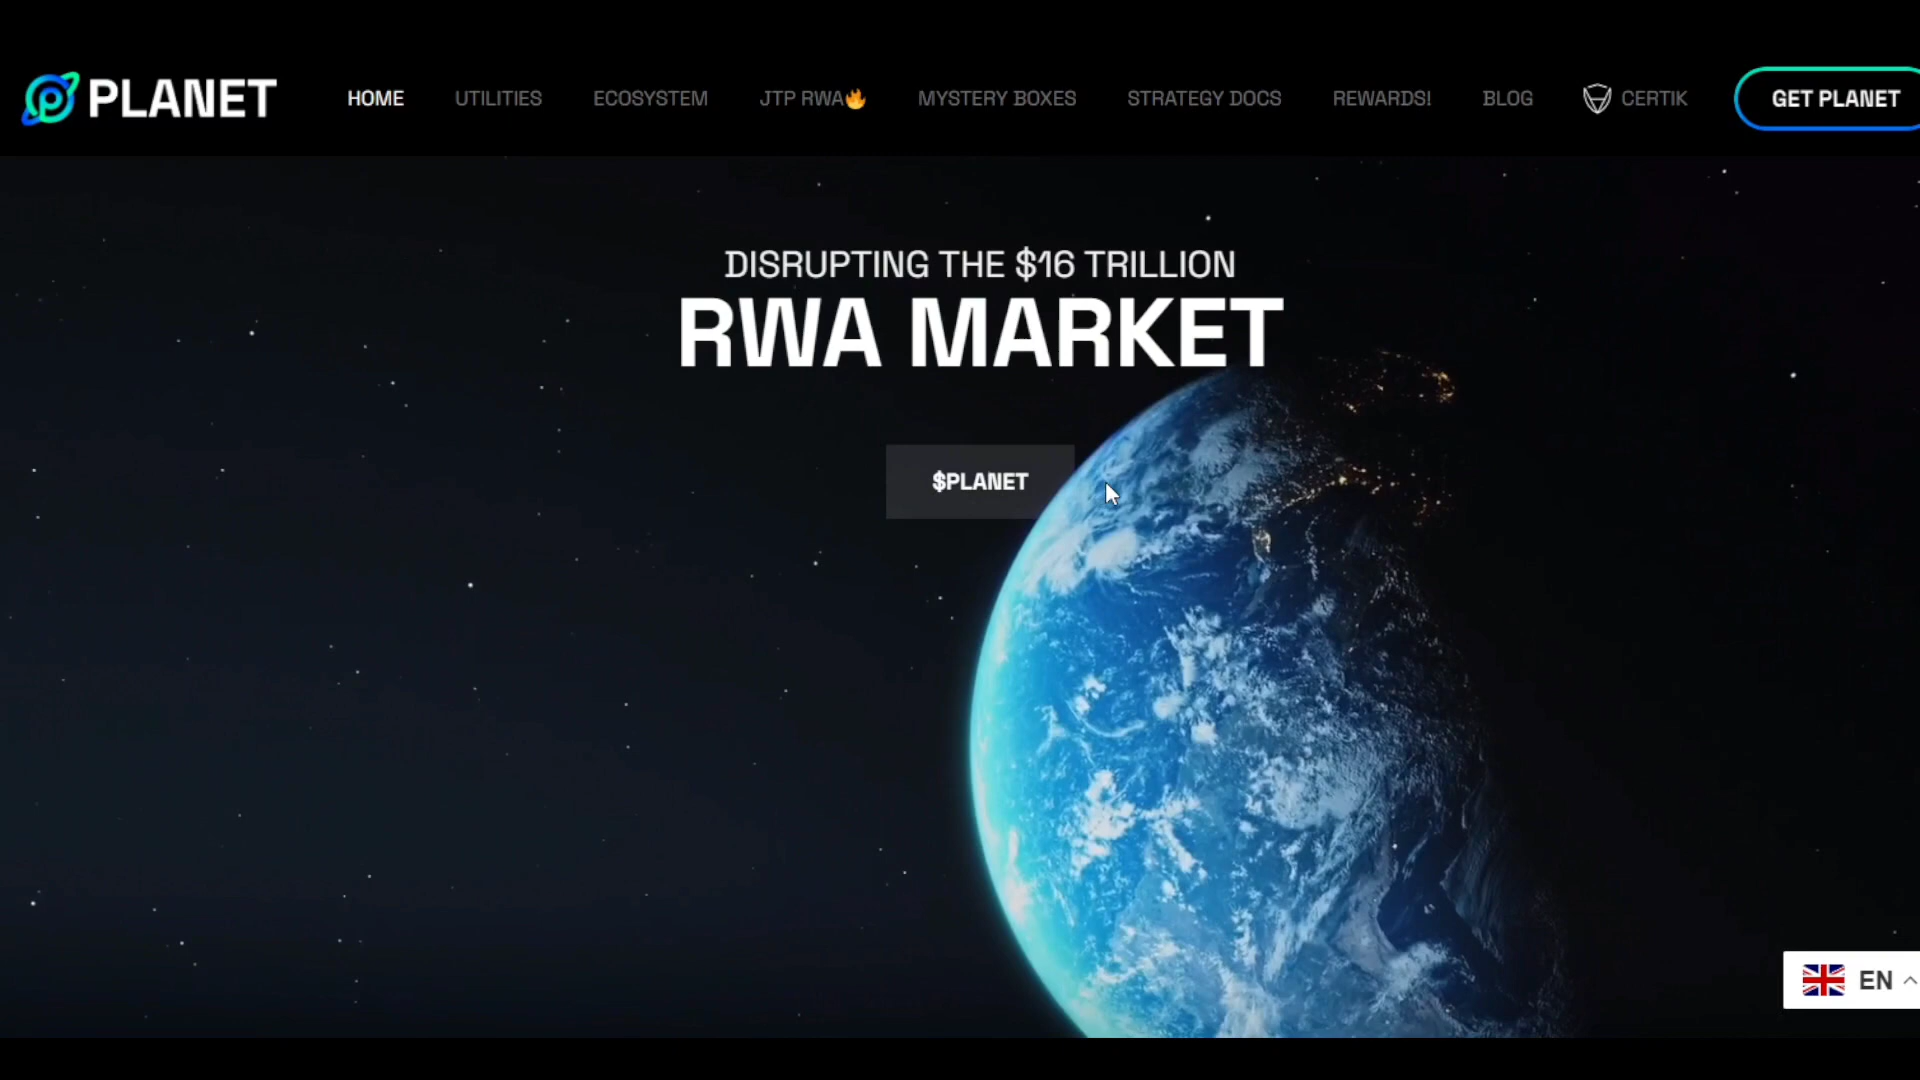 PLANET
HOME
UTILITIES
ECOSYSTEM
JTP RWA🔥
MYSTERY BOXES
STRATEGY DOCS
REWARDS!
BLOG
CERTIK
GET PLANET
DISRUPTING THE $16 TRILLION
RWA MARKET
$PLANET
EN